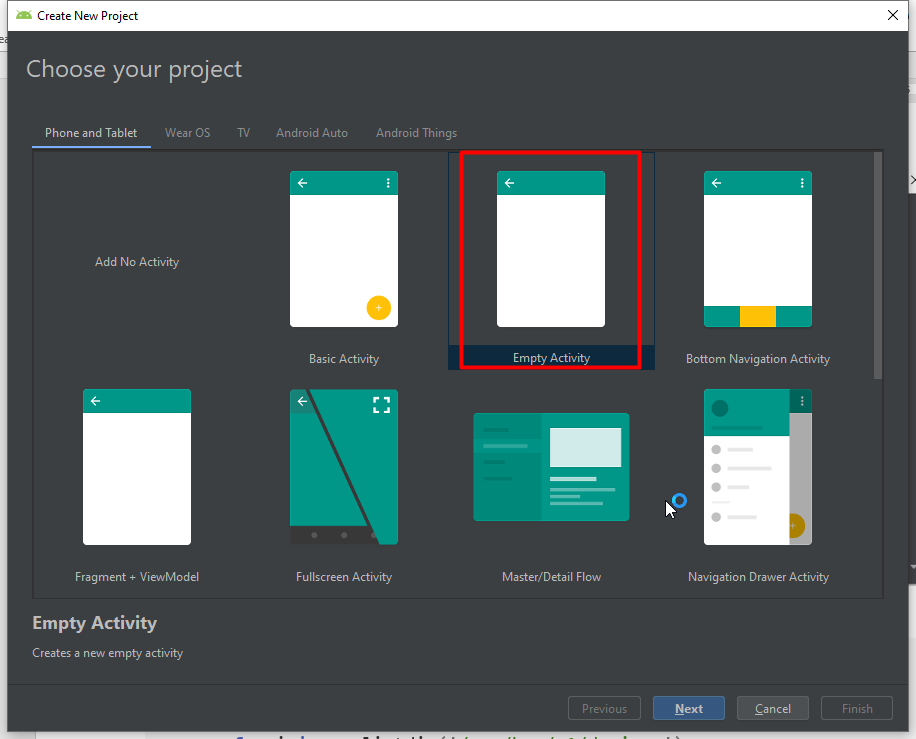 Create New Project
Choose your project
Phone and Tablet
Wear OS
TV
Android Auto
Android Things
Add No Activity
Basic Activity
Empty Activity
Bottom Navigation Activity
Fragment + ViewModel
Fullscreen Activity
Master/Detail Flow
Navigation Drawer Activity
Empty Activity
Creates a new empty activity
Previous
Next
Cancel
Finish